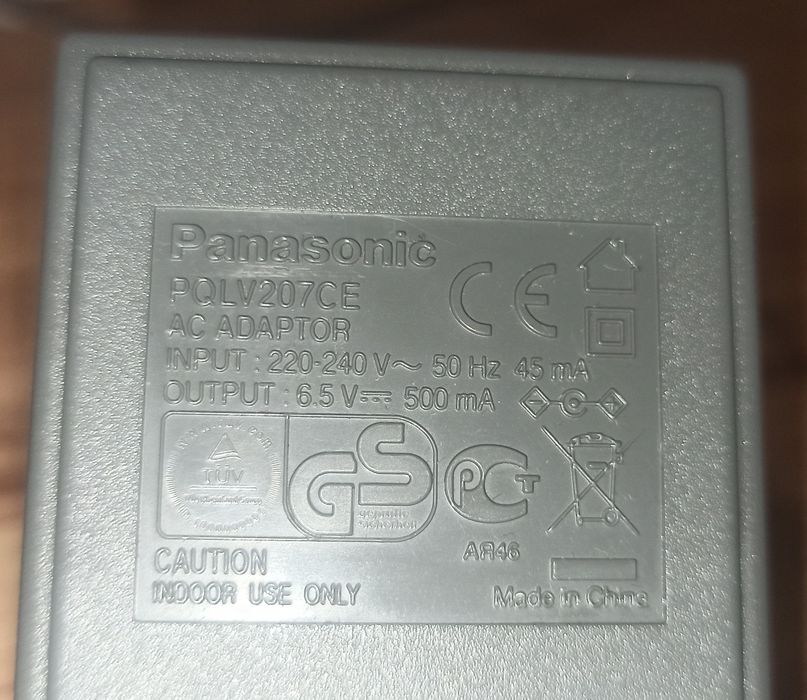 Panasonic
PQLV207CE
CE
AC ADAPTOR
INPUT : 220-240 V～ 50 Hz 45 mA
OUTPUT : 6.5 V⎓ 500 mA
TÜV
GS
geprüfte
Sicherheit
PCT
АЯ46
CAUTION
INDOOR USE ONLY
Made in China